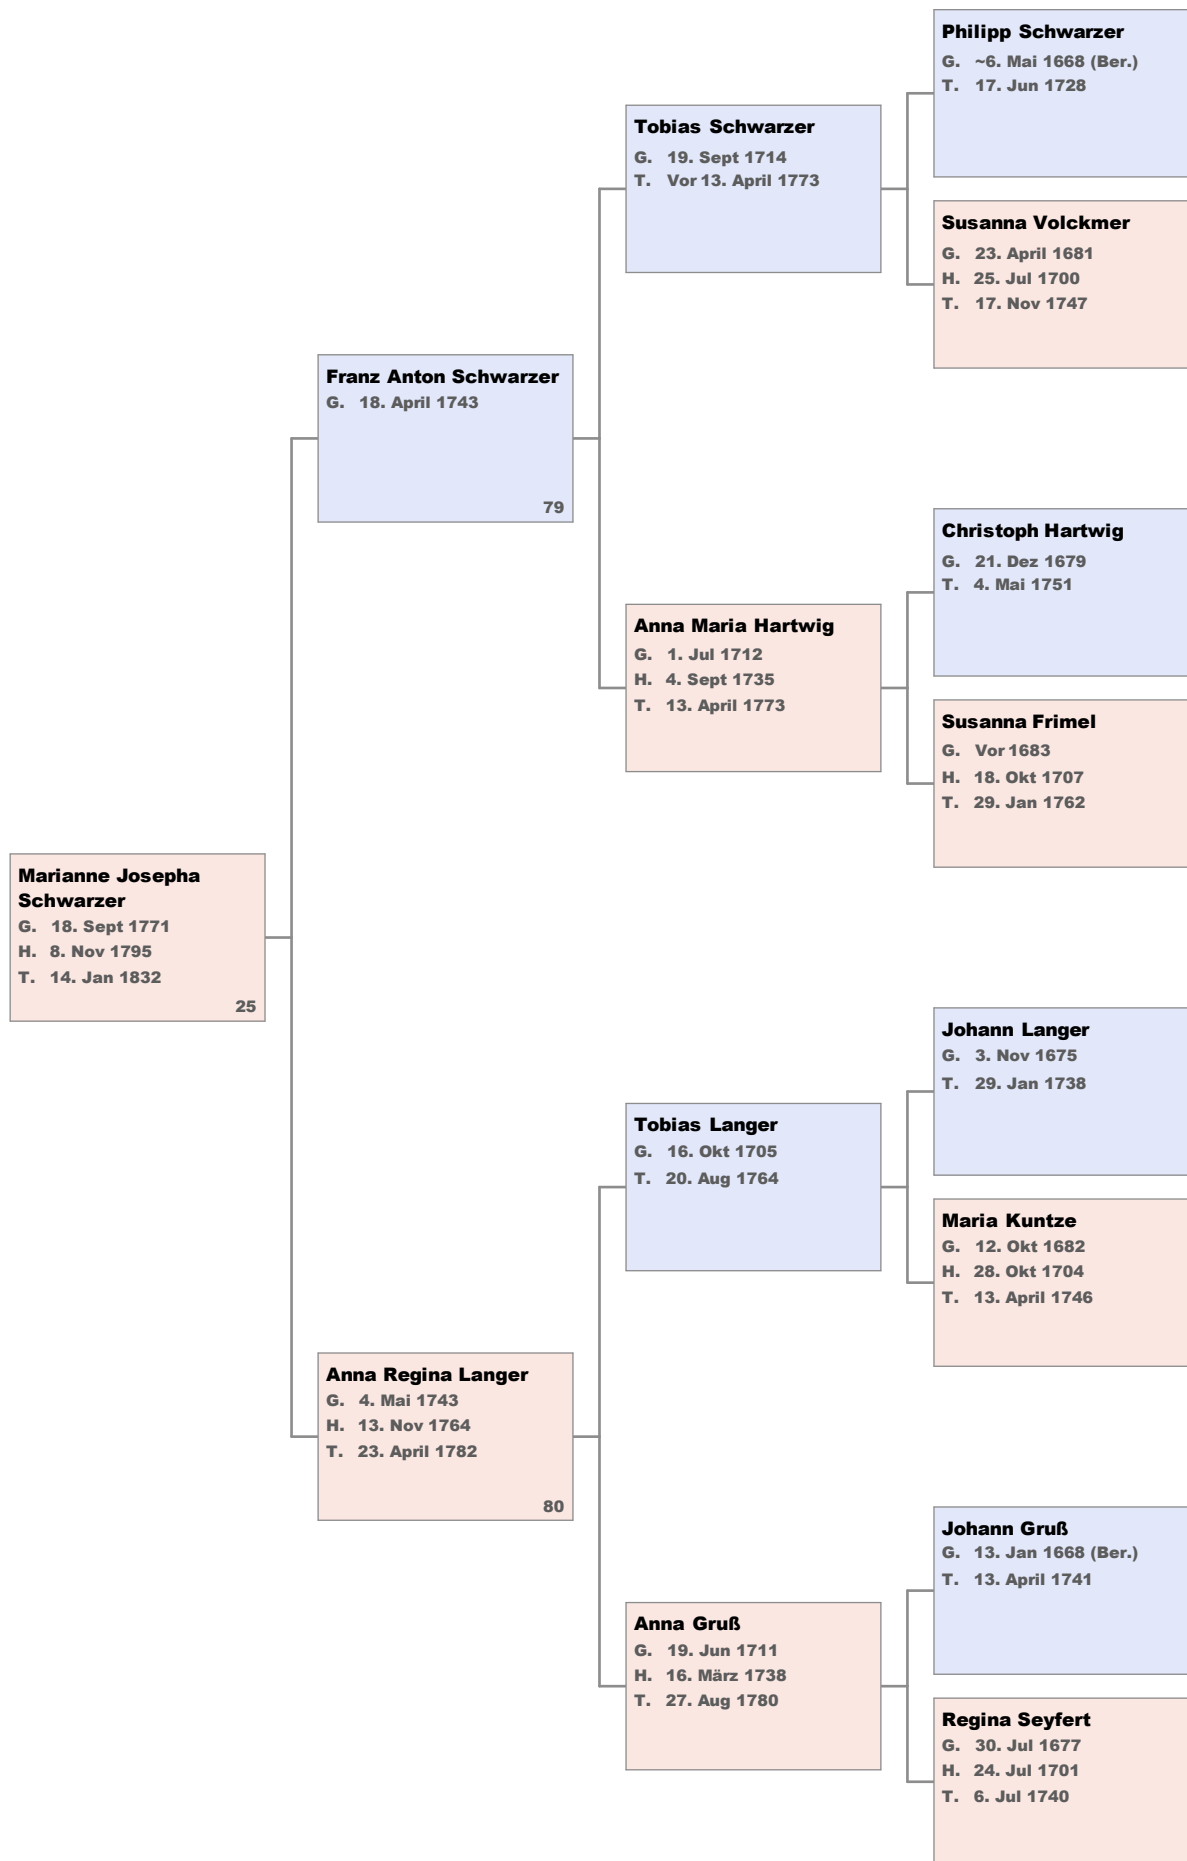 Philipp Schwarzer
G. ~6. Mai 1668 (Ber.)
T. 17. Jun 1728
Tobias Schwarzer
G. 19. Sept 1714
T. Vor 13. April 1773
Susanna Volckmer
G. 23. April 1681
H. 25. Jul 1700
T. 17. Nov 1747
Franz Anton Schwarzer
G. 18. April 1743
79
Christoph Hartwig
G. 21. Dez 1679
T. 4. Mai 1751
Anna Maria Hartwig
G. 1. Jul 1712
H. 4. Sept 1735
T. 13. April 1773
Susanna Frimel
G. Vor 1683
H. 18. Okt 1707
T. 29. Jan 1762
Marianne Josepha
Schwarzer
G. 18. Sept 1771
H. 8. Nov 1795
T. 14. Jan 1832
25
Johann Langer
G. 3. Nov 1675
T. 29. Jan 1738
Tobias Langer
G. 16. Okt 1705
T. 20. Aug 1764
Maria Kuntze
G. 12. Okt 1682
H. 28. Okt 1704
T. 13. April 1746
Anna Regina Langer
G. 4. Mai 1743
H. 13. Nov 1764
T. 23. April 1782
80
Johann Gruß
G. 13. Jan 1668 (Ber.)
T. 13. April 1741
Anna Gruß
G. 19. Jun 1711
H. 16. März 1738
T. 27. Aug 1780
Regina Seyfert
G. 30. Jul 1677
H. 24. Jul 1701
T. 6. Jul 1740